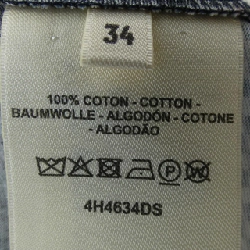 34
100% COTON - COTTON -
BAUMWOLLE - ALGODÓN - COTONE
- ALGODÃO
P W
4H4634DS